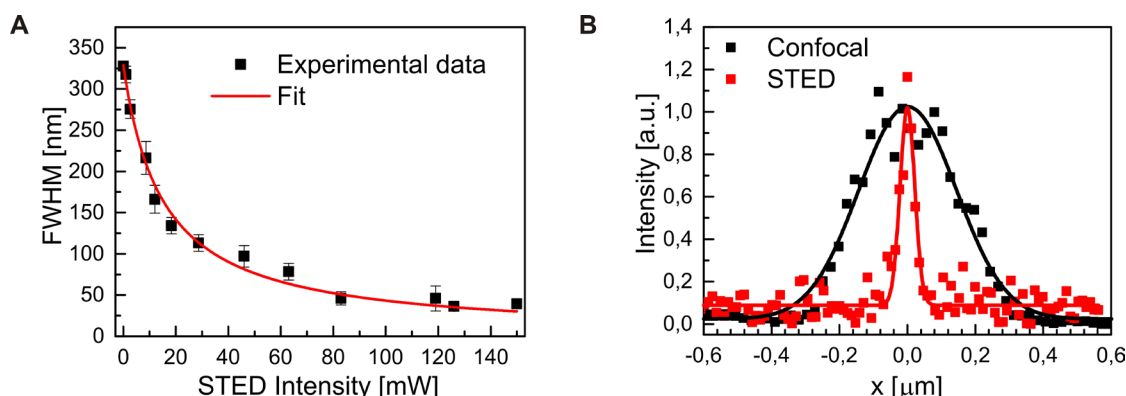 A
FWHM [nm]
350
300
250
200
150
100
50
0
Experimental data
Fit
0 20 40 60 80 100 120 140
STED Intensity [mW]
B
Intensity [a.u.]
1,4
1,2
1,0
0,8
0,6
0,4
0,2
0,0
Confocal
STED
-0,6 -0,4 -0,2 0,0 0,2 0,4 0,6
x [μm]